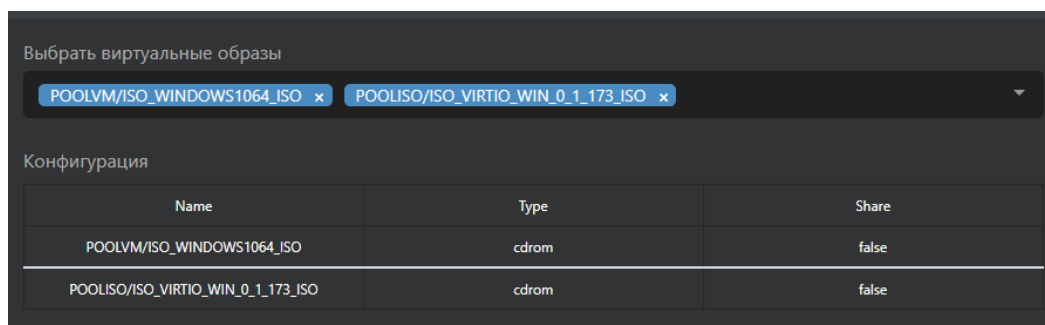 Выбрать виртуальные образы
POOLVM/ISO_WINDOWS1064_ISO × POOLISO/ISO_VIRTIO_WIN_0_1_173_ISO ×
Конфигурация
Name Type Share
POOLVM/ISO_WINDOWS1064_ISO cdrom false
POOLISO/ISO_VIRTIO_WIN_0_1_173_ISO cdrom false